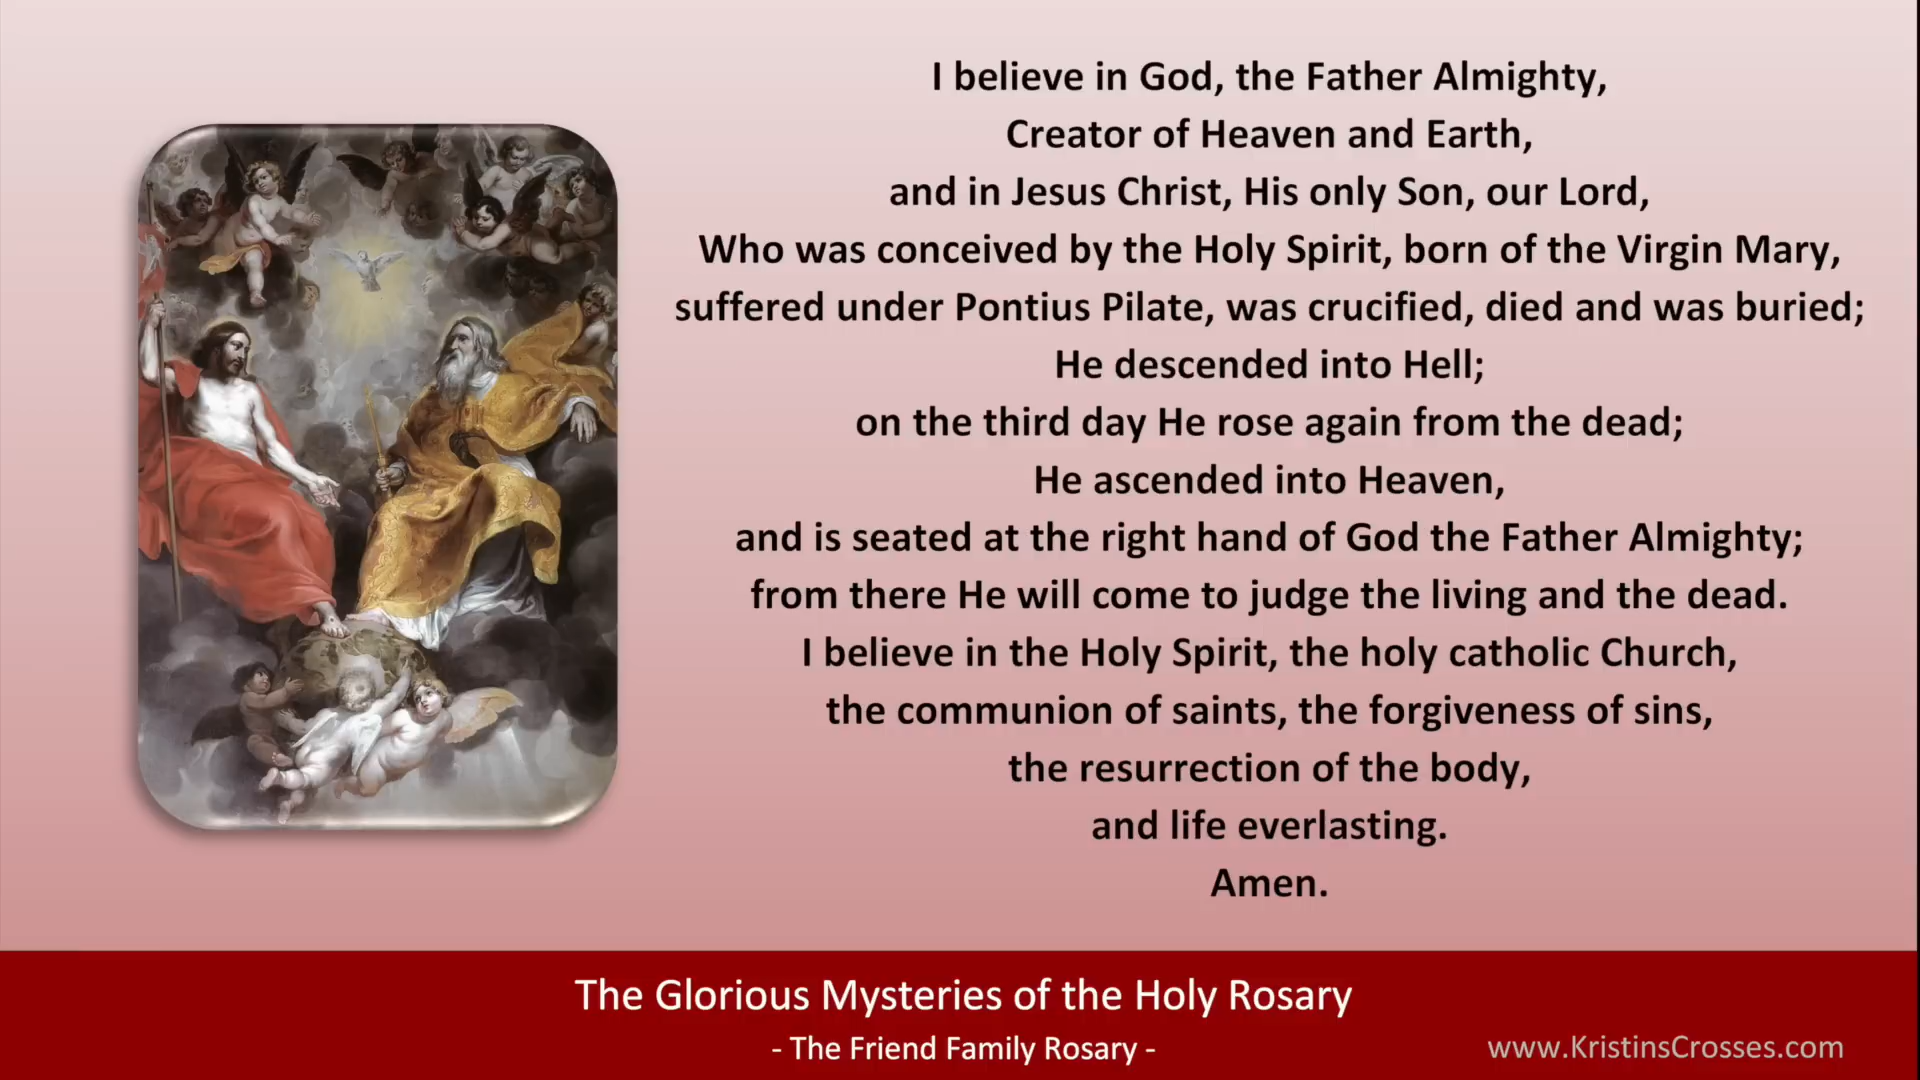 I believe in God, the Father Almighty,
Creator of Heaven and Earth,
and in Jesus Christ, His only Son, our Lord,
Who was conceived by the Holy Spirit, born of the Virgin Mary,
suffered under Pontius Pilate, was crucified, died and was buried;
He descended into Hell;
on the third day He rose again from the dead;
He ascended into Heaven,
and is seated at the right hand of God the Father Almighty;
from there He will come to judge the living and the dead.
I believe in the Holy Spirit, the holy catholic Church,
the communion of saints, the forgiveness of sins,
the resurrection of the body,
and life everlasting.
Amen.
The Glorious Mysteries of the Holy Rosary
- The Friend Family Rosary -
www.KristinsCrosses.com